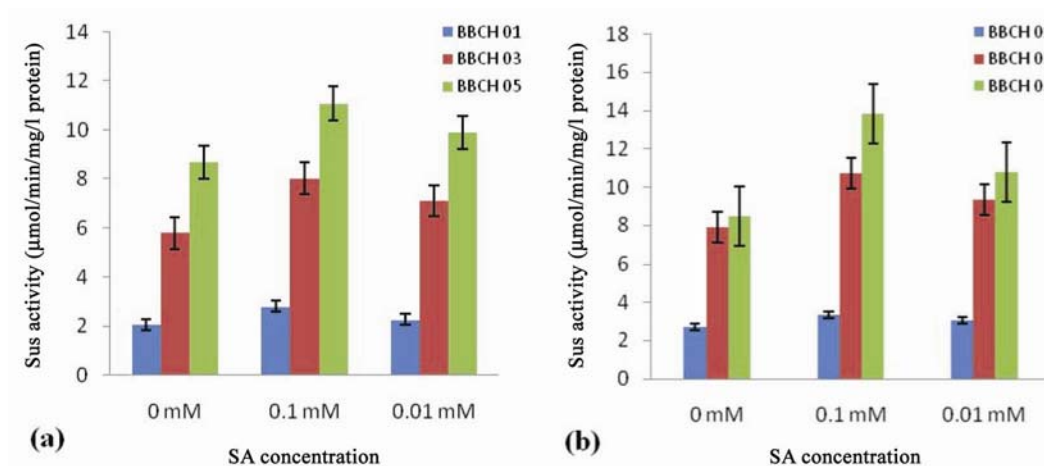 Sus activity (μmol/min/mg/l protein)
14
12
10
8
6
4
2
0
BBCH 01
BBCH 03
BBCH 05
0 mM
0.1 mM
0.01 mM
SA concentration
(a)
Sus activity (μmol/min/mg/l protein)
18
16
14
12
10
8
6
4
2
0
BBCH 0
BBCH 0
BBCH 0
0 mM
0.1 mM
0.01 mM
SA concentration
(b)